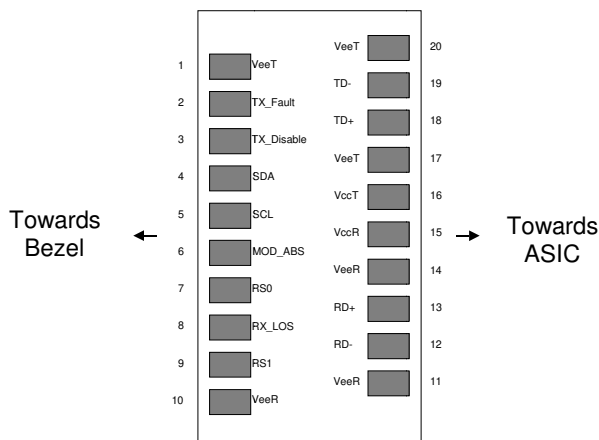 VeeT 20
1 VeeT
TD- 19
2 TX_Fault
TD+ 18
3 TX_Disable
VeeT 17
4 SDA
VccT 16
5 SCL
Towards
Bezel
VccR 15
Towards
ASIC
6 MOD_ABS
VeeR 14
7 RS0
RD+ 13
8 RX_LOS
RD- 12
9 RS1
VeeR 11
10 VeeR